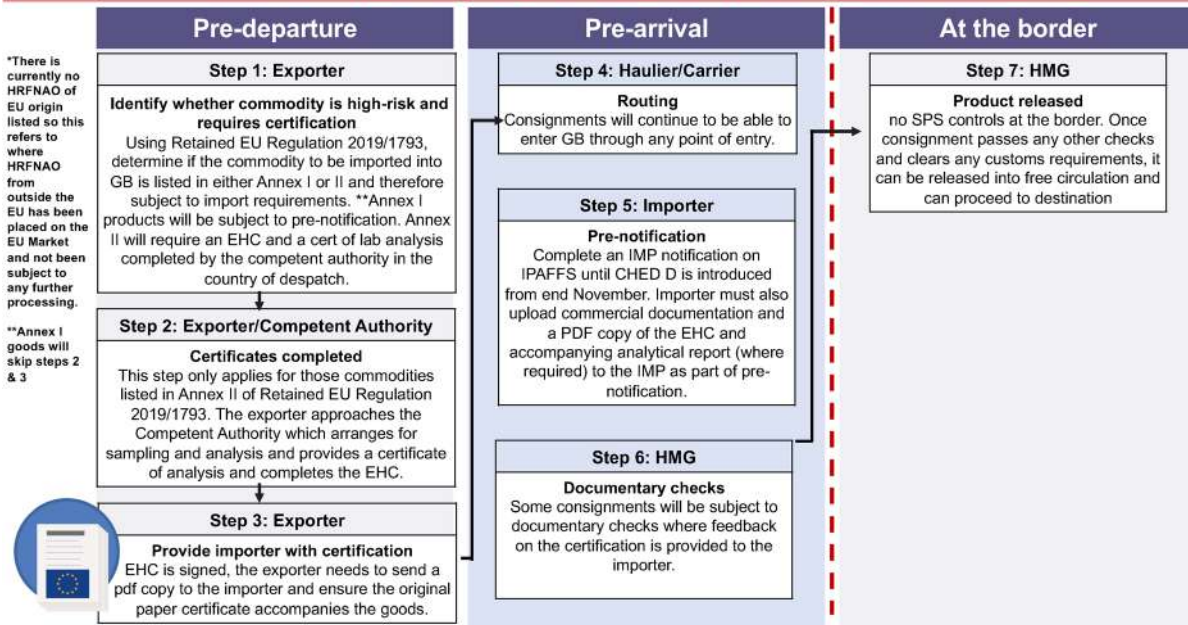 Pre-departure
Pre-arrival
At the border
*There is
currently no
HRFNAO of
EU origin
listed so this
refers to
where
HRFNAO
from
outside the
EU has been
placed on the
EU Market
and not been
subject to
any further
processing.
**Annex I
goods will
skip steps 2
& 3
Step 1: Exporter
Identify whether commodity is high-risk and
requires certification
Using Retained EU Regulation 2019/1793,
determine if the commodity to be imported into
GB is listed in either Annex I or II and therefore
subject to import requirements. **Annex I
products will be subject to pre-notification. Annex
II will require an EHC and a cert of lab analysis
completed by the competent authority in the
country of despatch.
Step 2: Exporter/Competent Authority
Certificates completed
This step only applies for those commodities
listed in Annex II of Retained EU Regulation
2019/1793. The exporter approaches the
Competent Authority which arranges for
sampling and analysis and provides a certificate
of analysis and completes the EHC.
Step 3: Exporter
Provide importer with certification
EHC is signed, the exporter needs to send a
pdf copy to the importer and ensure the original
paper certificate accompanies the goods.
Step 4: Haulier/Carrier
Routing
Consignments will continue to be able to
enter GB through any point of entry.
Step 5: Importer
Pre-notification
Complete an IMP notification on
IPAFFS until CHED D is introduced
from end November. Importer must also
upload commercial documentation and
a PDF copy of the EHC and
accompanying analytical report (where
required) to the IMP as part of pre-
notification.
Step 6: HMG
Documentary checks
Some consignments will be subject to
documentary checks where feedback
on the certification is provided to the
importer.
Step 7: HMG
Product released
no SPS controls at the border. Once
consignment passes any other checks
and clears any customs requirements, it
can be released into free circulation and
can proceed to destination